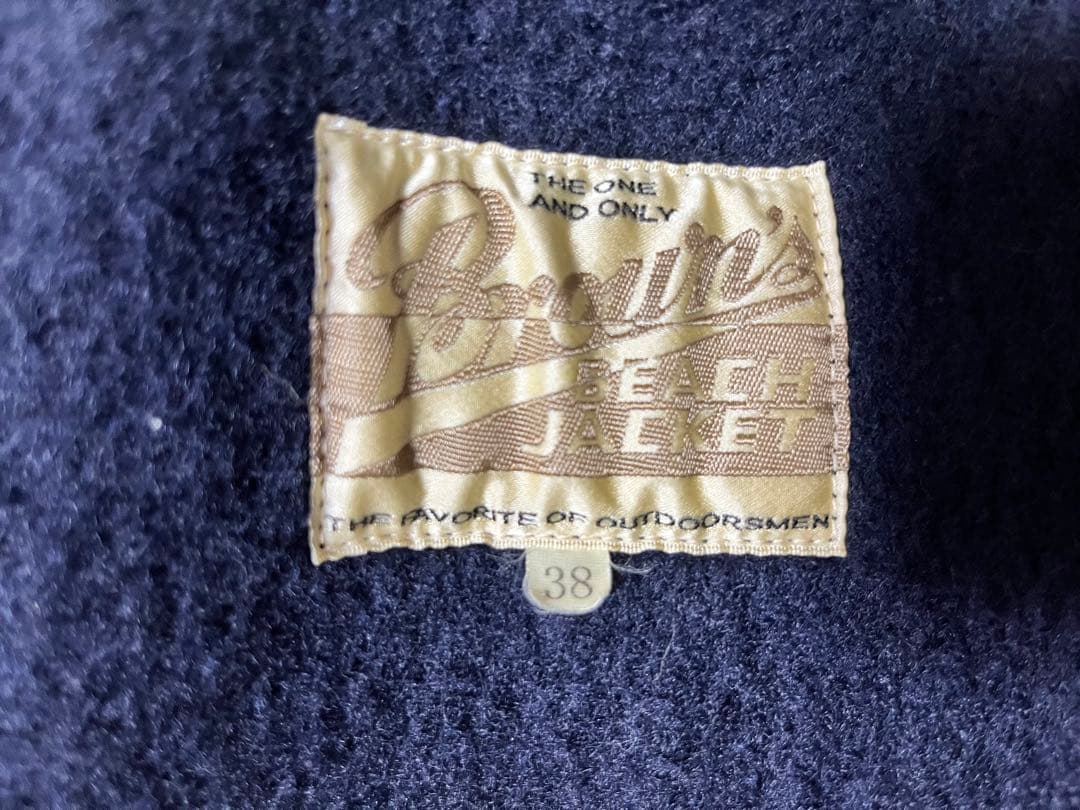 THE ONE
AND ONLY
Brown's
BEACH
JACKET
THE FAVORITE OF OUTDOORSMEN
38